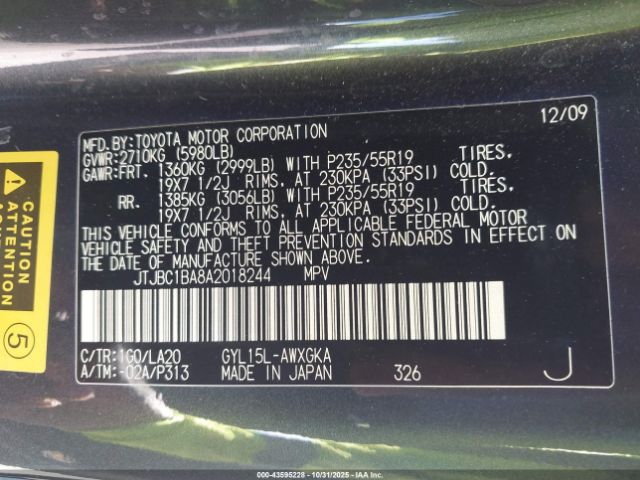 12/09
MFD.BY:TOYOTA MOTOR CORPORATION
GVWR:2710KG (5980LB)
GAWR:FRT. 1360KG (2999LB) WITH P235/55R19 TIRES,
19X7 1/2J RIMS, AT 230KPA (33PSI) COLD.
RR. 1385KG (3056LB) WITH P235/55R19 TIRES,
19X7 1/2J RIMS, AT 230KPA (33PSI) COLD.
THIS VEHICLE CONFORMS TO ALL APPLICABLE FEDERAL MOTOR
VEHICLE SAFETY AND THEFT PREVENTION STANDARDS IN EFFECT ON
THE DATE OF MANUFACTURE SHOWN ABOVE.
JTJBC1BA8A2018244 MPV
C/TR:1G0/LA20 GYL15L-AWXGKA
A/TM:-02A/P313 MADE IN JAPAN 326 J
CAUTION
ATTENTION
5
000-43595228 - 10/31/2025 - IAA Inc.